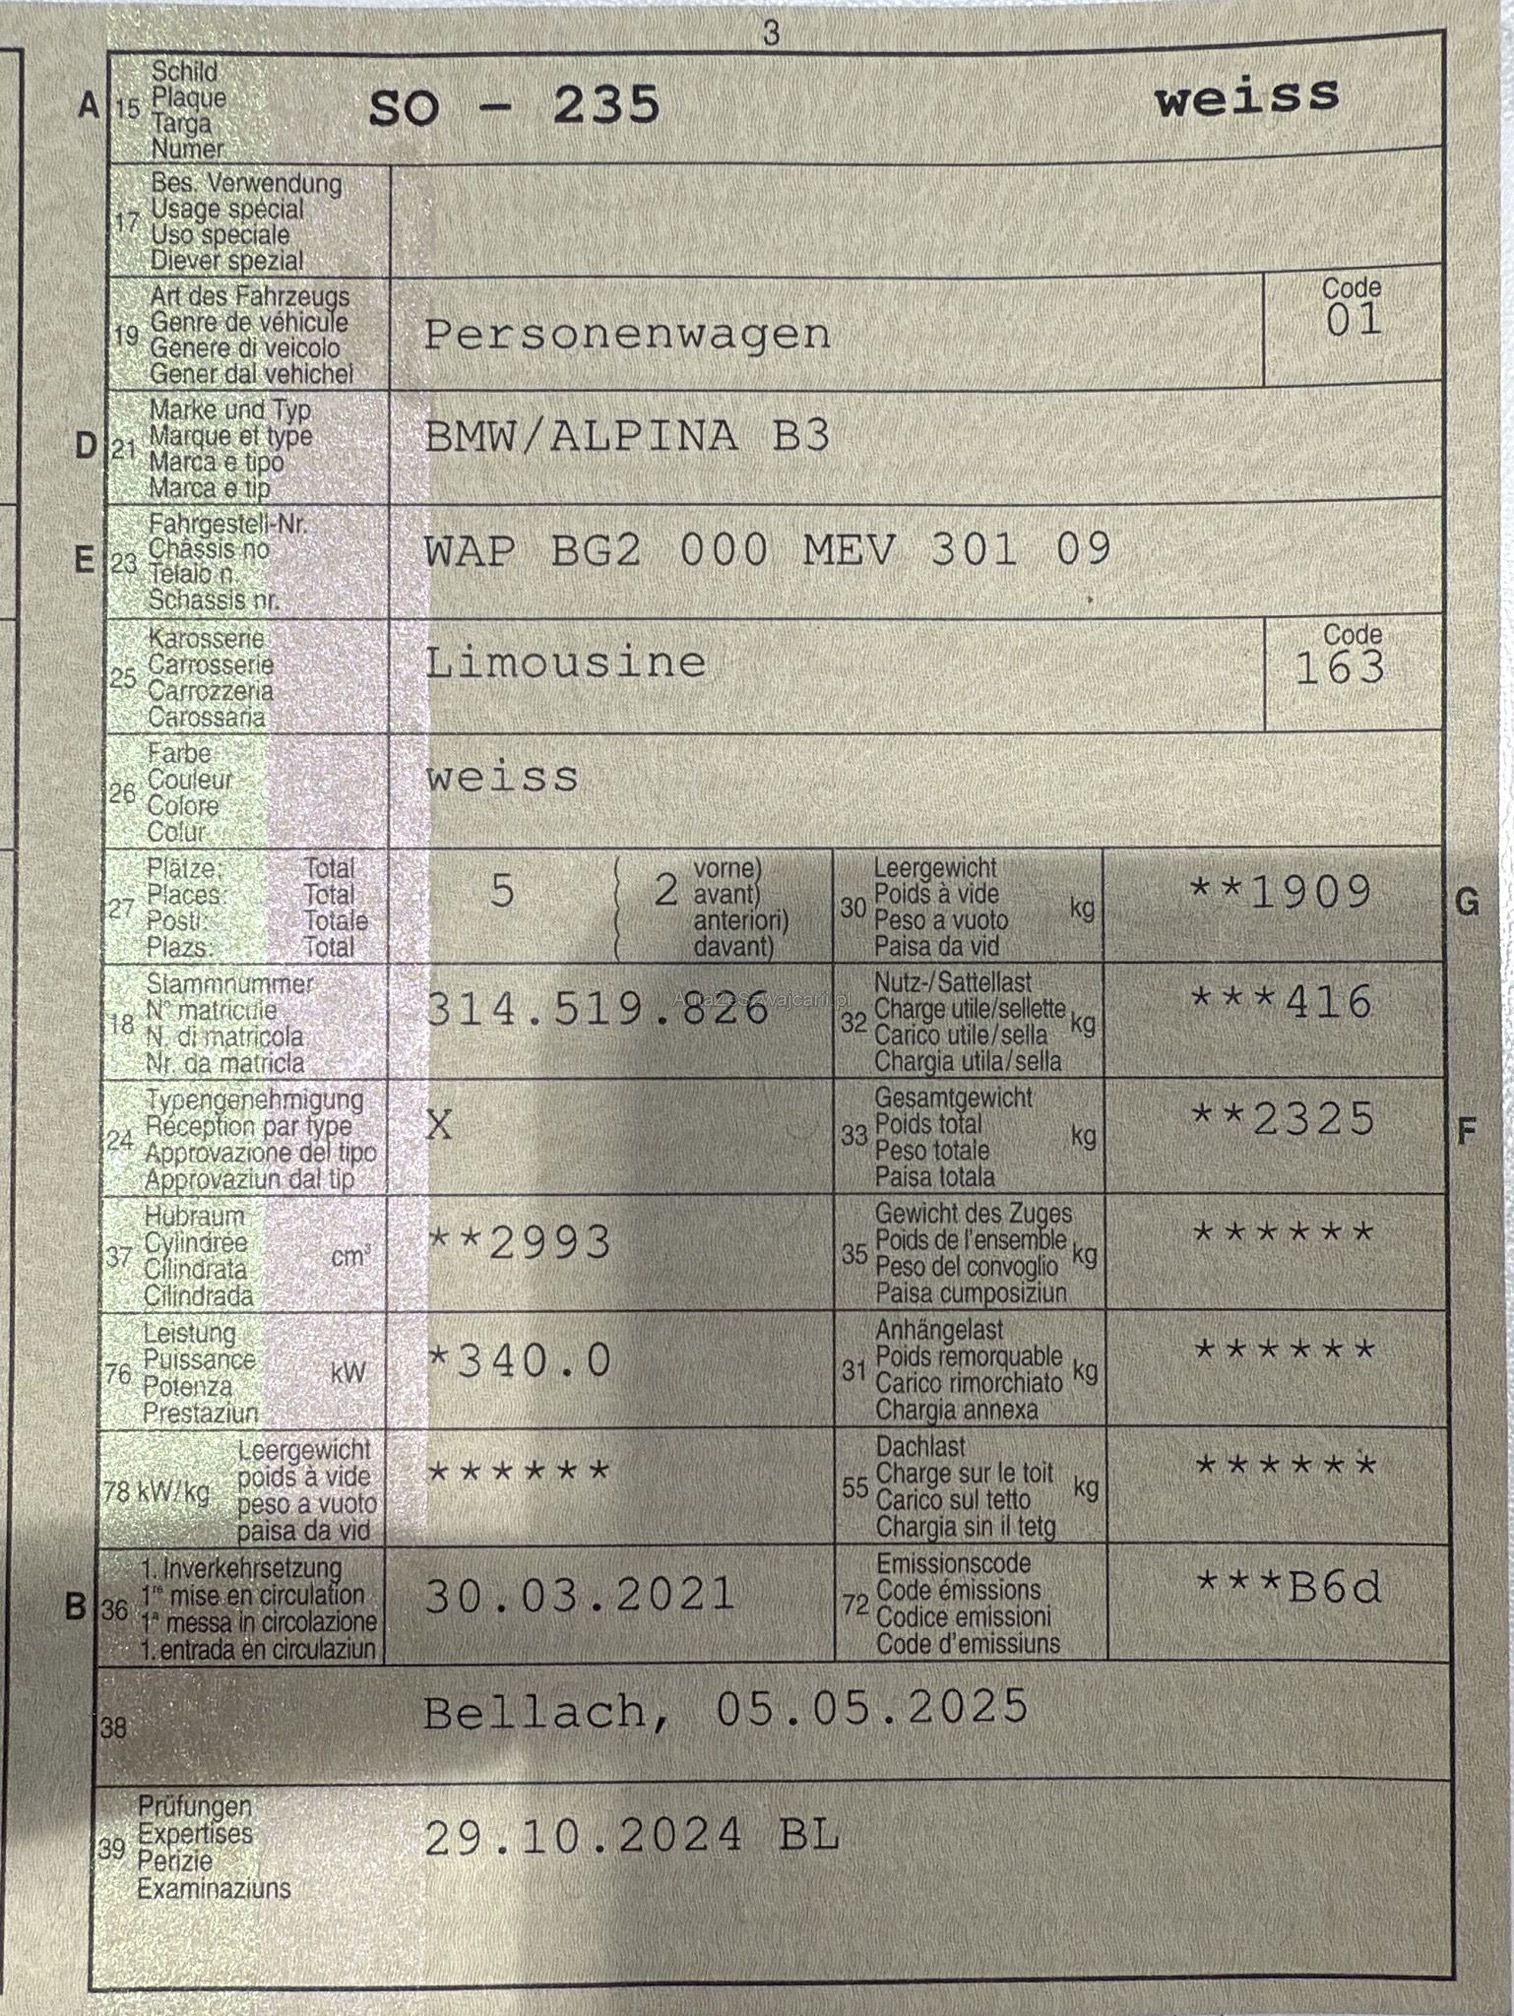 3
A 15 Schild
Plaque
Targa
Numer
SO - 235 weiss
17 Bes. Verwendung
Usage spécial
Uso speciale
Diever spezial
19 Art des Fahrzeugs
Genre de véhicule
Genere di veicolo
Gener dal vehichel
Personenwagen
Code
01
D 21 Marke und Typ
Marque et type
Marca e tipo
Marca e tip
BMW/ALPINA B3
E 23 Fahrgestell-Nr.
Châssis no
Telaio n.
Schassis nr.
WAP BG2 000 MEV 301 09
25 Karosserie
Carrosserie
Carrozzeria
Carossaria
Limousine
Code
163
26 Farbe
Couleur
Colore
Colur
weiss
27 Plätze: Total
Places: Total
Posti: Totale
Plazs: Total
5 ( 2 vorne)
( avant)
( anteriori)
( davant)
30 Leergewicht
Poids à vide kg
Peso a vuoto
Paisa da vid
**1909 G
18 Stammnummer
N° matricule
N. di matricola
Nr. da matricla
314.519.826
AutaZeSzwajcarii.pl
32 Nutz-/Sattellast
Charge utile/sellette kg
Carico utile/sella
Chargia utila/sella
***416
24 Typengenehmigung
Réception par type
Approvazione del tipo
Approvaziun dal tip
X
33 Gesamtgewicht
Poids total kg
Peso totale
Paisa totala
**2325 F
37 Hubraum
Cylindrée cm³
Cilindrata
Cilindrada
**2993
35 Gewicht des Zuges
Poids de l'ensemble kg
Peso del convoglio
Paisa cumposiziun
******
76 Leistung
Puissance kW
Potenza
Prestaziun
*340.0
31 Anhängelast
Poids remorquable kg
Carico rimorchiato
Chargia annexa
******
78 kW/kg Leergewicht
poids à vide
peso a vuoto
paisa da vid
******
55 Dachlast
Charge sur le toit kg
Carico sul tetto
Chargia sin il tetg
******
B 36 1. Inverkehrsetzung
1re mise en circulation
1a messa in circolazione
1. entrada en circulaziun
30.03.2021
72 Emissionscode
Code émissions
Codice emissioni
Code d'emissiuns
***B6d
38 Bellach, 05.05.2025
39 Prüfungen
Expertises
Perizie
Examinaziuns
29.10.2024 BL